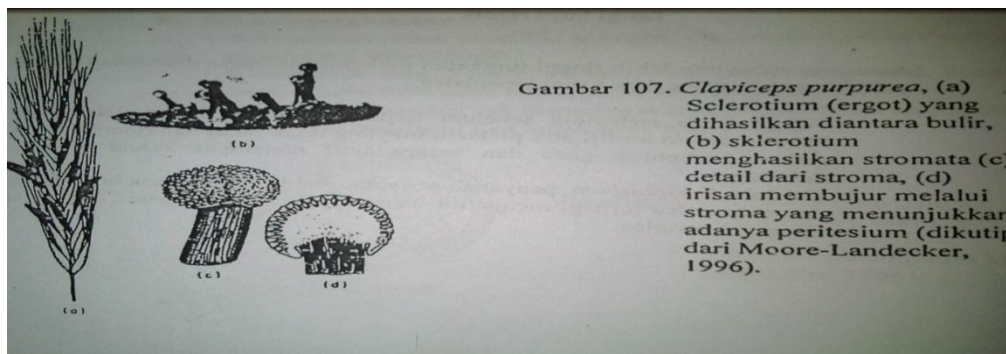 Gambar 107. Claviceps purpurea, (a)
Sclerotium (ergot) yang
dihasilkan diantara bulir,
(b) sklerotium
menghasilkan stromata (c)
detail dari stroma, (d)
irisan membujur melalui
stroma yang menunjukkan
adanya peritesium (dikutip
dari Moore-Landecker,
1996).
(b)
(c)
(d)
(a)